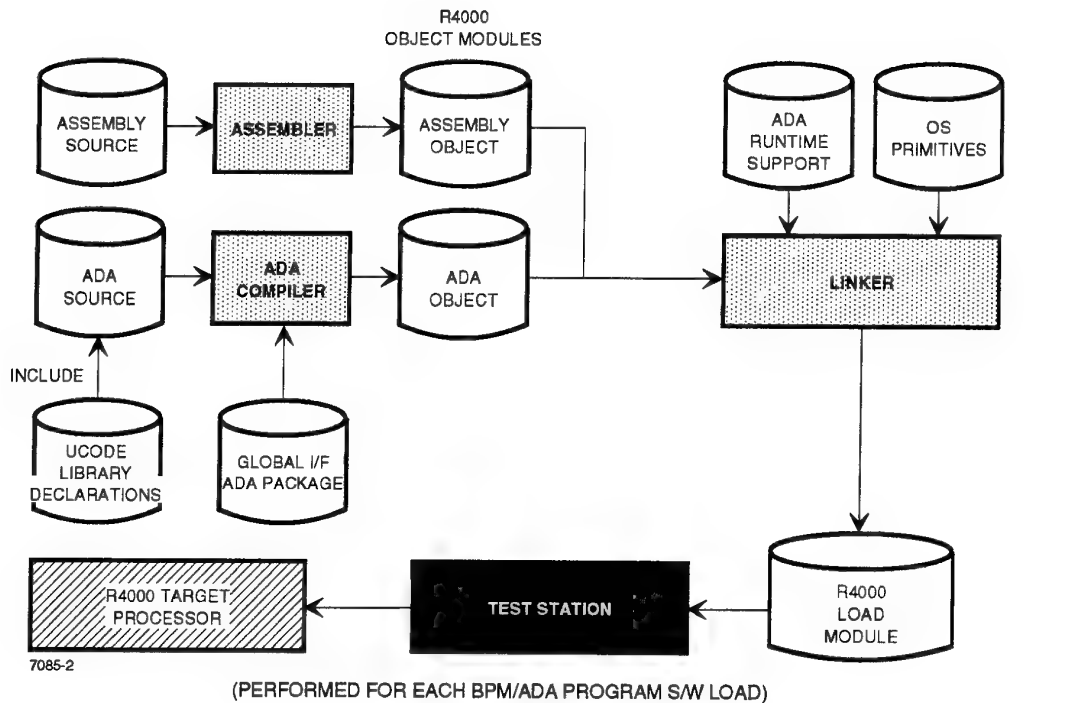 R4000
OBJECT MODULES
ASSEMBLY
SOURCE
ASSEMBLER
ASSEMBLY
OBJECT
ADA
RUNTIME
SUPPORT
OS
PRIMITIVES
ADA
SOURCE
ADA
COMPILER
ADA
OBJECT
LINKER
INCLUDE
UCODE
LIBRARY
DECLARATIONS
GLOBAL I/F
ADA PACKAGE
R4000 TARGET
PROCESSOR
TEST STATION
R4000
LOAD
MODULE
7085-2
(PERFORMED FOR EACH BPM/ADA PROGRAM S/W LOAD)